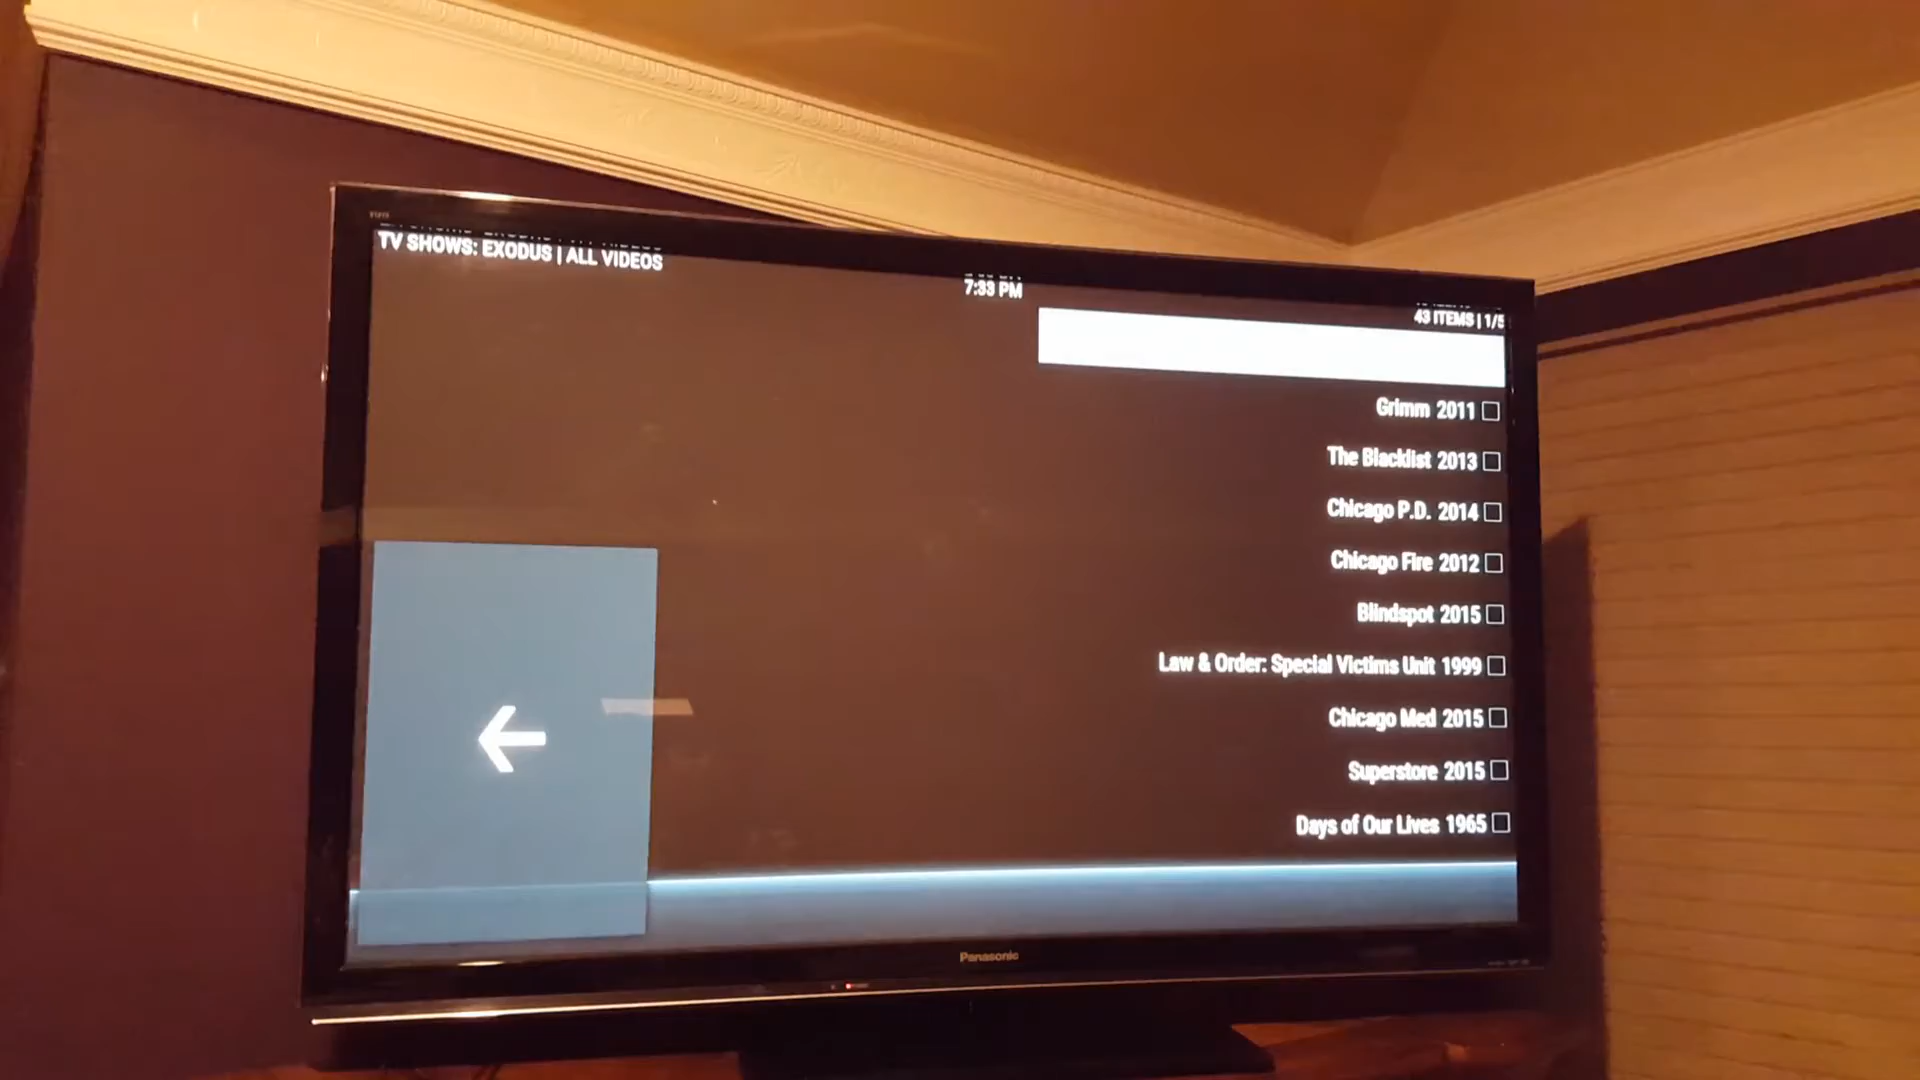 TV SHOWS: EXODUS | ALL VIDEOS
7:33 PM
43 ITEMS | 1/5
Grimm 2011
The Blacklist 2013
Chicago P.D. 2014
Chicago Fire 2012
Blindspot 2015
Law & Order: Special Victims Unit 1999
Chicago Med 2015
Superstore 2015
Days of Our Lives 1965
Panasonic